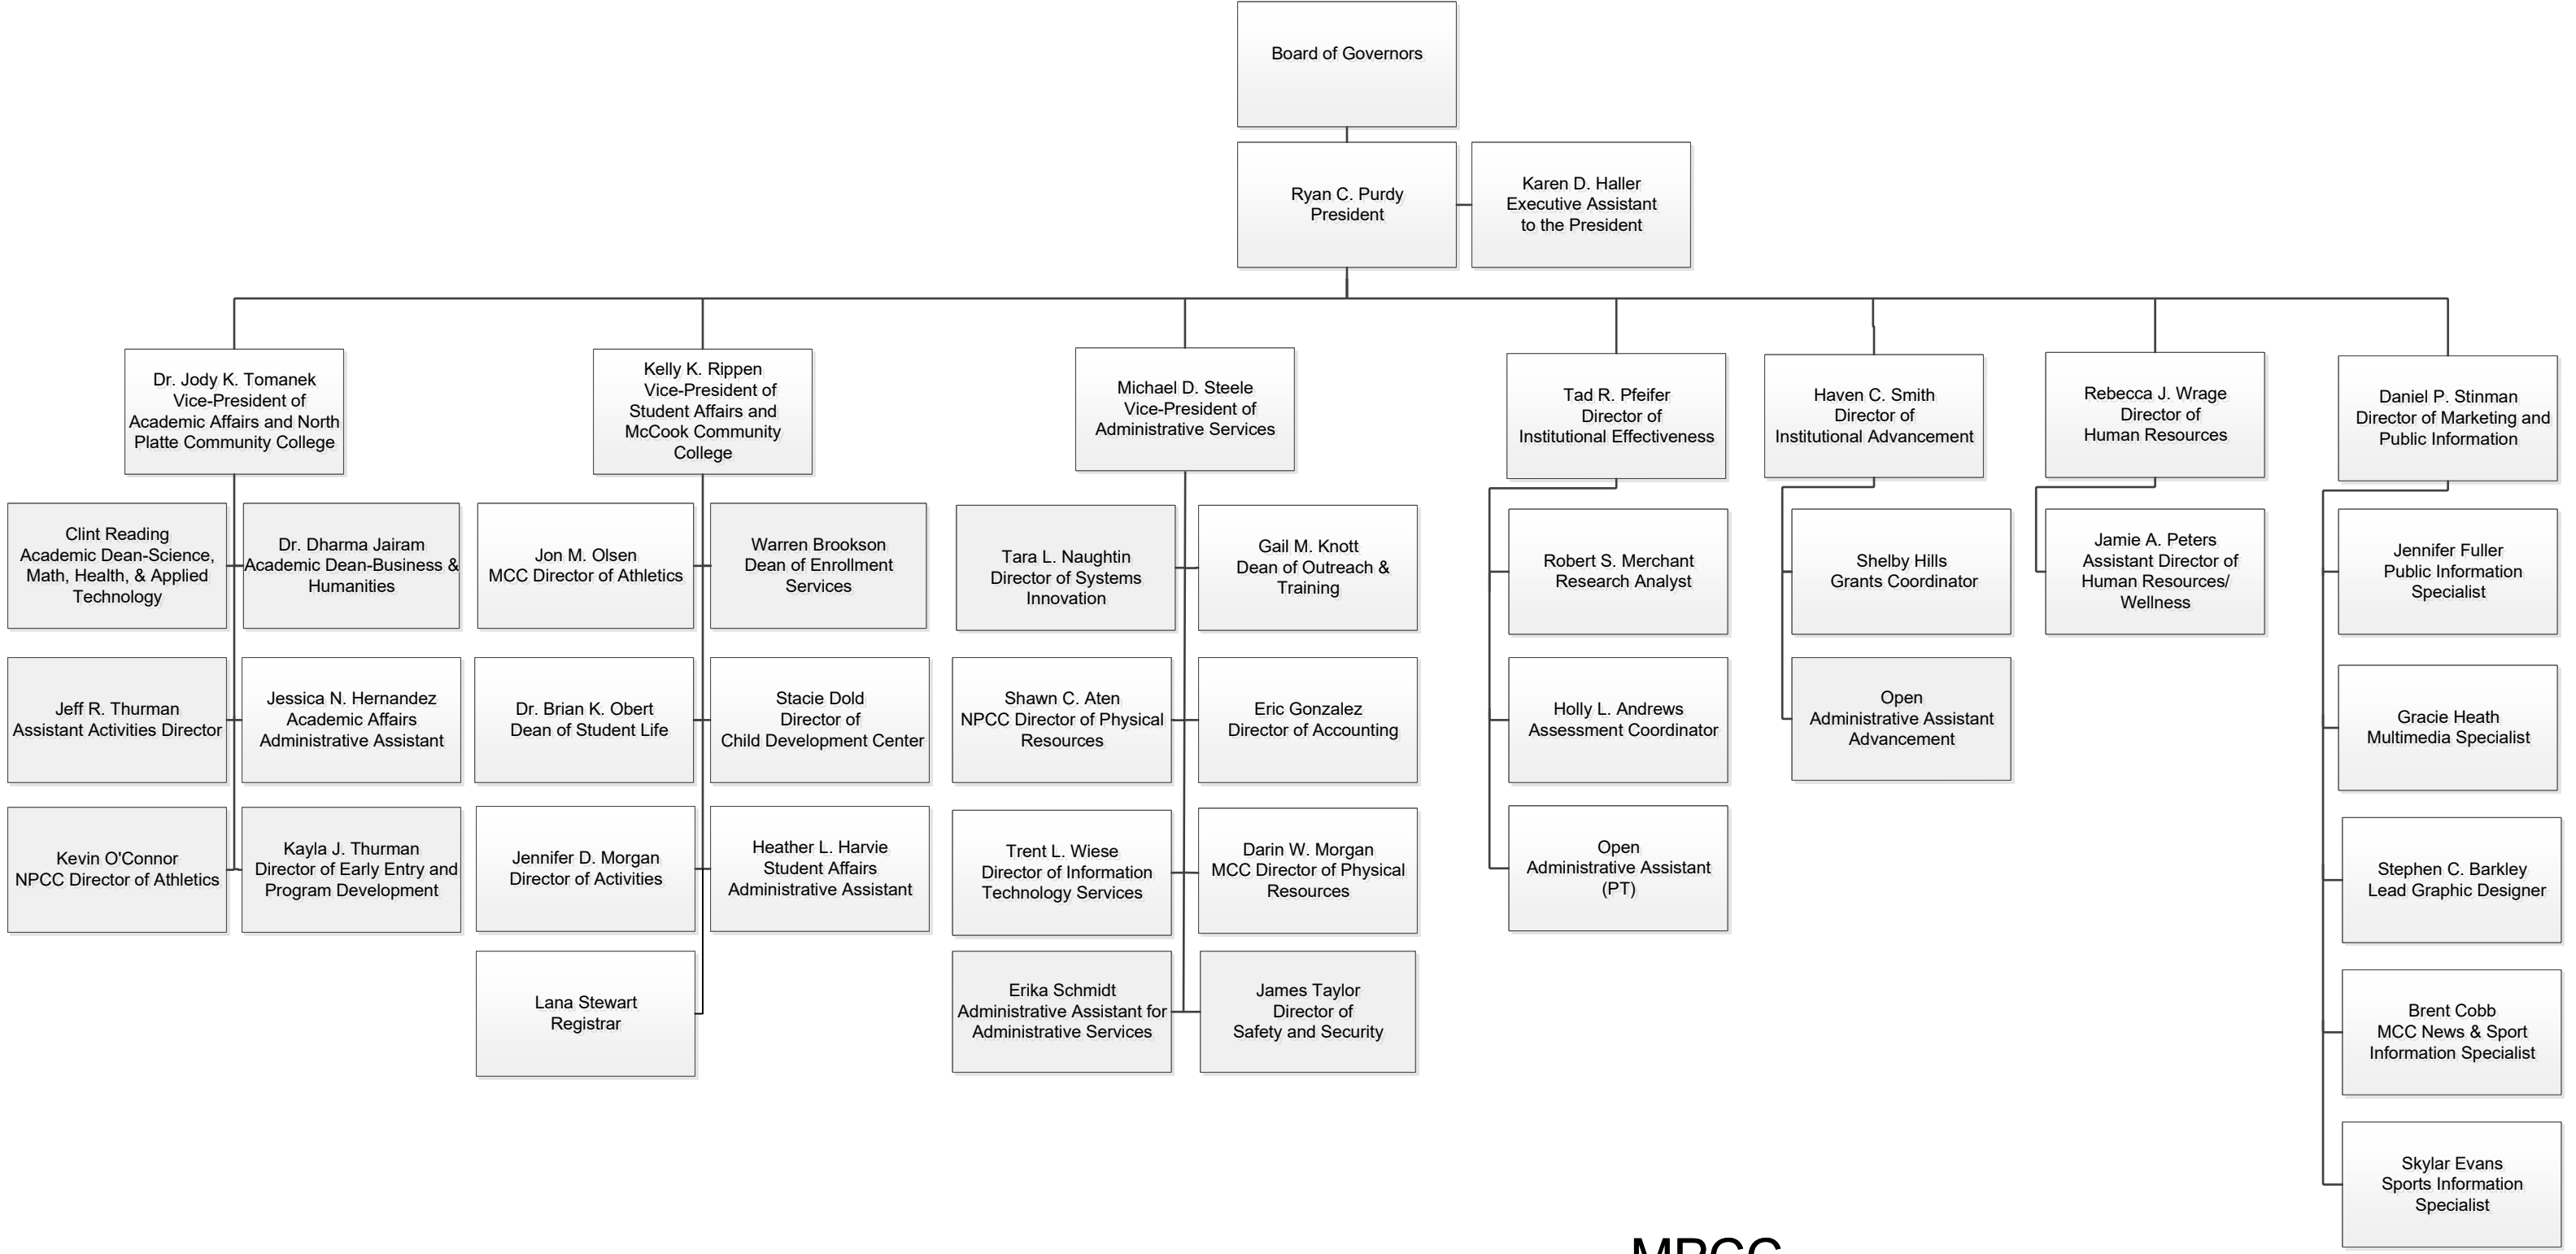 Board of Governors
Ryan C. Purdy
President
Karen D. Haller
Executive Assistant
to the President
Dr. Jody K. Tomanek
Vice-President of
Academic Affairs and North
Platte Community College
Kelly K. Rippen
Vice-President of
Student Affairs and
McCook Community
College
Michael D. Steele
Vice-President of
Administrative Services
Tad R. Pfeifer
Director of
Institutional Effectiveness
Haven C. Smith
Director of
Institutional Advancement
Rebecca J. Wrage
Director of
Human Resources
Daniel P. Stinman
Director of Marketing and
Public Information
Clint Reading
Academic Dean-Science,
Math, Health, & Applied
Technology
Dr. Dharma Jairam
Academic Dean-Business &
Humanities
Jon M. Olsen
MCC Director of Athletics
Warren Brookson
Dean of Enrollment
Services
Tara L. Naughtin
Director of Systems
Innovation
Gail M. Knott
Dean of Outreach &
Training
Robert S. Merchant
Research Analyst
Shelby Hills
Grants Coordinator
Jamie A. Peters
Assistant Director of
Human Resources/
Wellness
Jennifer Fuller
Public Information
Specialist
Jeff R. Thurman
Assistant Activities Director
Jessica N. Hernandez
Academic Affairs
Administrative Assistant
Dr. Brian K. Obert
Dean of Student Life
Stacie Dold
Director of
Child Development Center
Shawn C. Aten
NPCC Director of Physical
Resources
Eric Gonzalez
Director of Accounting
Holly L. Andrews
Assessment Coordinator
Open
Administrative Assistant
Advancement
Gracie Heath
Multimedia Specialist
Kevin O'Connor
NPCC Director of Athletics
Kayla J. Thurman
Director of Early Entry and
Program Development
Jennifer D. Morgan
Director of Activities
Heather L. Harvie
Student Affairs
Administrative Assistant
Trent L. Wiese
Director of Information
Technology Services
Darin W. Morgan
MCC Director of Physical
Resources
Open
Administrative Assistant
(PT)
Stephen C. Barkley
Lead Graphic Designer
Lana Stewart
Registrar
Erika Schmidt
Administrative Assistant for
Administrative Services
James Taylor
Director of
Safety and Security
Brent Cobb
MCC News & Sport
Information Specialist
Skylar Evans
Sports Information
Specialist
MPCC